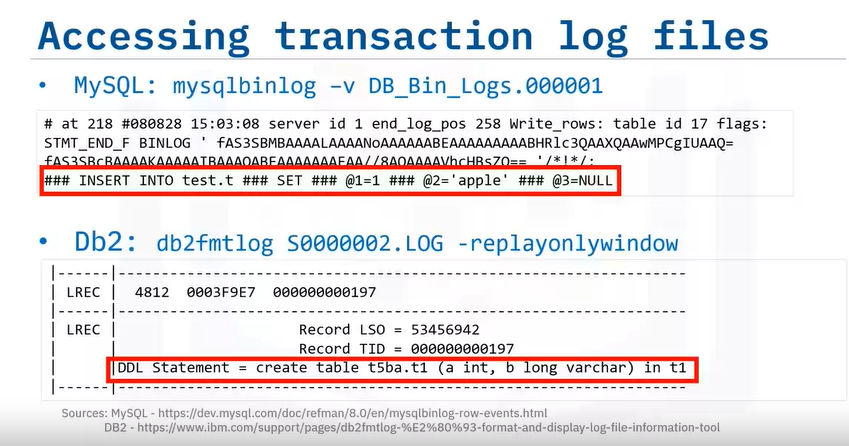 Accessing transaction log files
• MySQL: mysqlbinlog –v DB_Bin_Logs.000001
# at 218 #080828 15:03:08 server id 1 end_log_pos 258 Write_rows: table id 17 flags:
STMT_END_F BINLOG ' fAS3SBMBAAAALAAAANoAAAAAABEAAAAAAAAABHRlc3QAAXQAAwMPCgIUAAQ=
fAS3SBcBAAAAKAAAAAIBAAAQABEAAAAAAAEAA//8AQAAAAVhcHBsZQ== '/*!*/;
### INSERT INTO test.t ### SET ### @1=1 ### @2='apple' ### @3=NULL
• Db2: db2fmtlog S0000002.LOG -replayonlywindow
|------|------------------------------------------------------------------------
| LREC | 4812 0003F9E7 000000000197
|------|------------------------------------------------------------------------
| LREC | Record LSO = 53456942
| | Record TID = 000000000197
| |DDL Statement = create table t5ba.t1 (a int, b long varchar) in t1
|------|------------------------------------------------------------------------
Sources: MySQL - https://dev.mysql.com/doc/refman/8.0/en/mysqlbinlog-row-events.html
DB2 - https://www.ibm.com/support/pages/db2fmtlog-%E2%80%93-format-and-display-log-file-information-tool